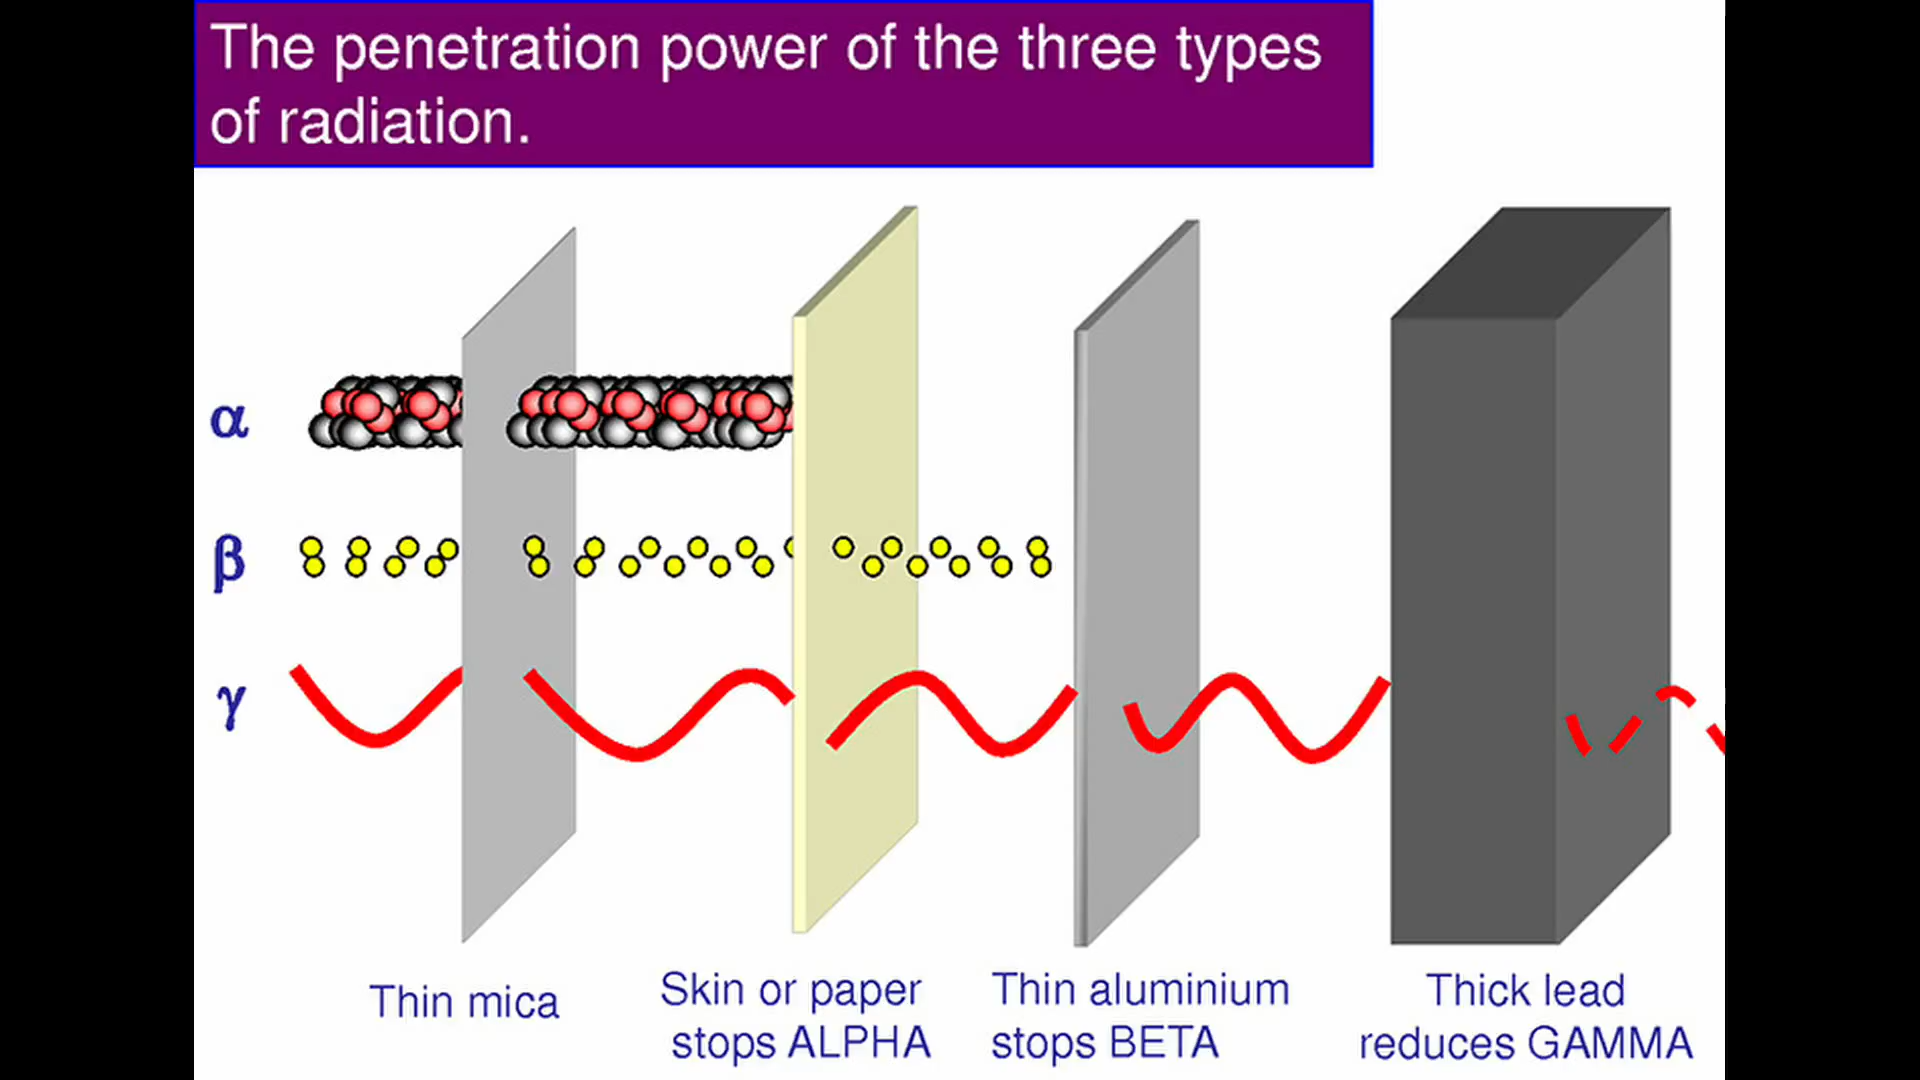 The penetration power of the three types
of radiation.
α
β
γ
Thin mica
Skin or paper
stops ALPHA
Thin aluminium
stops BETA
Thick lead
reduces GAMMA